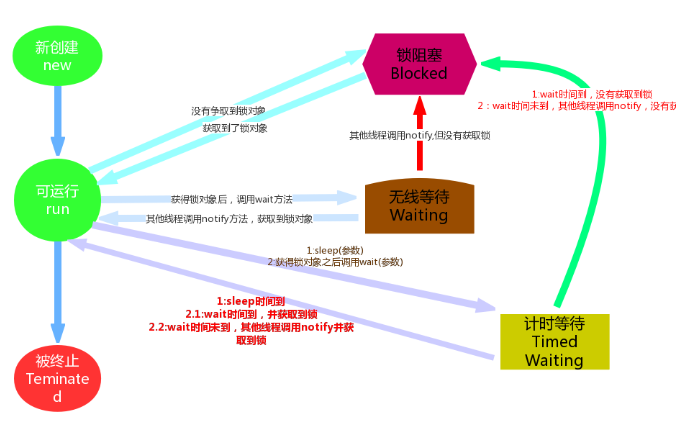 新创建
new
锁阻塞
Blocked
1:wait时间到，没有获取到锁
2：wait时间未到，其他线程调用notify，没有获
没有争取到锁对象
获取到了锁对象
其他线程调用notify,但没有获取锁
可运行
run
获得锁对象后，调用wait方法
其他线程调用notify方法，获取到锁对象
无线等待
Waiting
1:sleep(参数)
2:获得锁对象之后调用wait(参数)
1:sleep时间到
2.1:wait时间到，并获取到锁
2.2:wait时间未到，其他线程调用notify并获
取到锁
计时等待
Timed
Waiting
被终止
Teminate
d